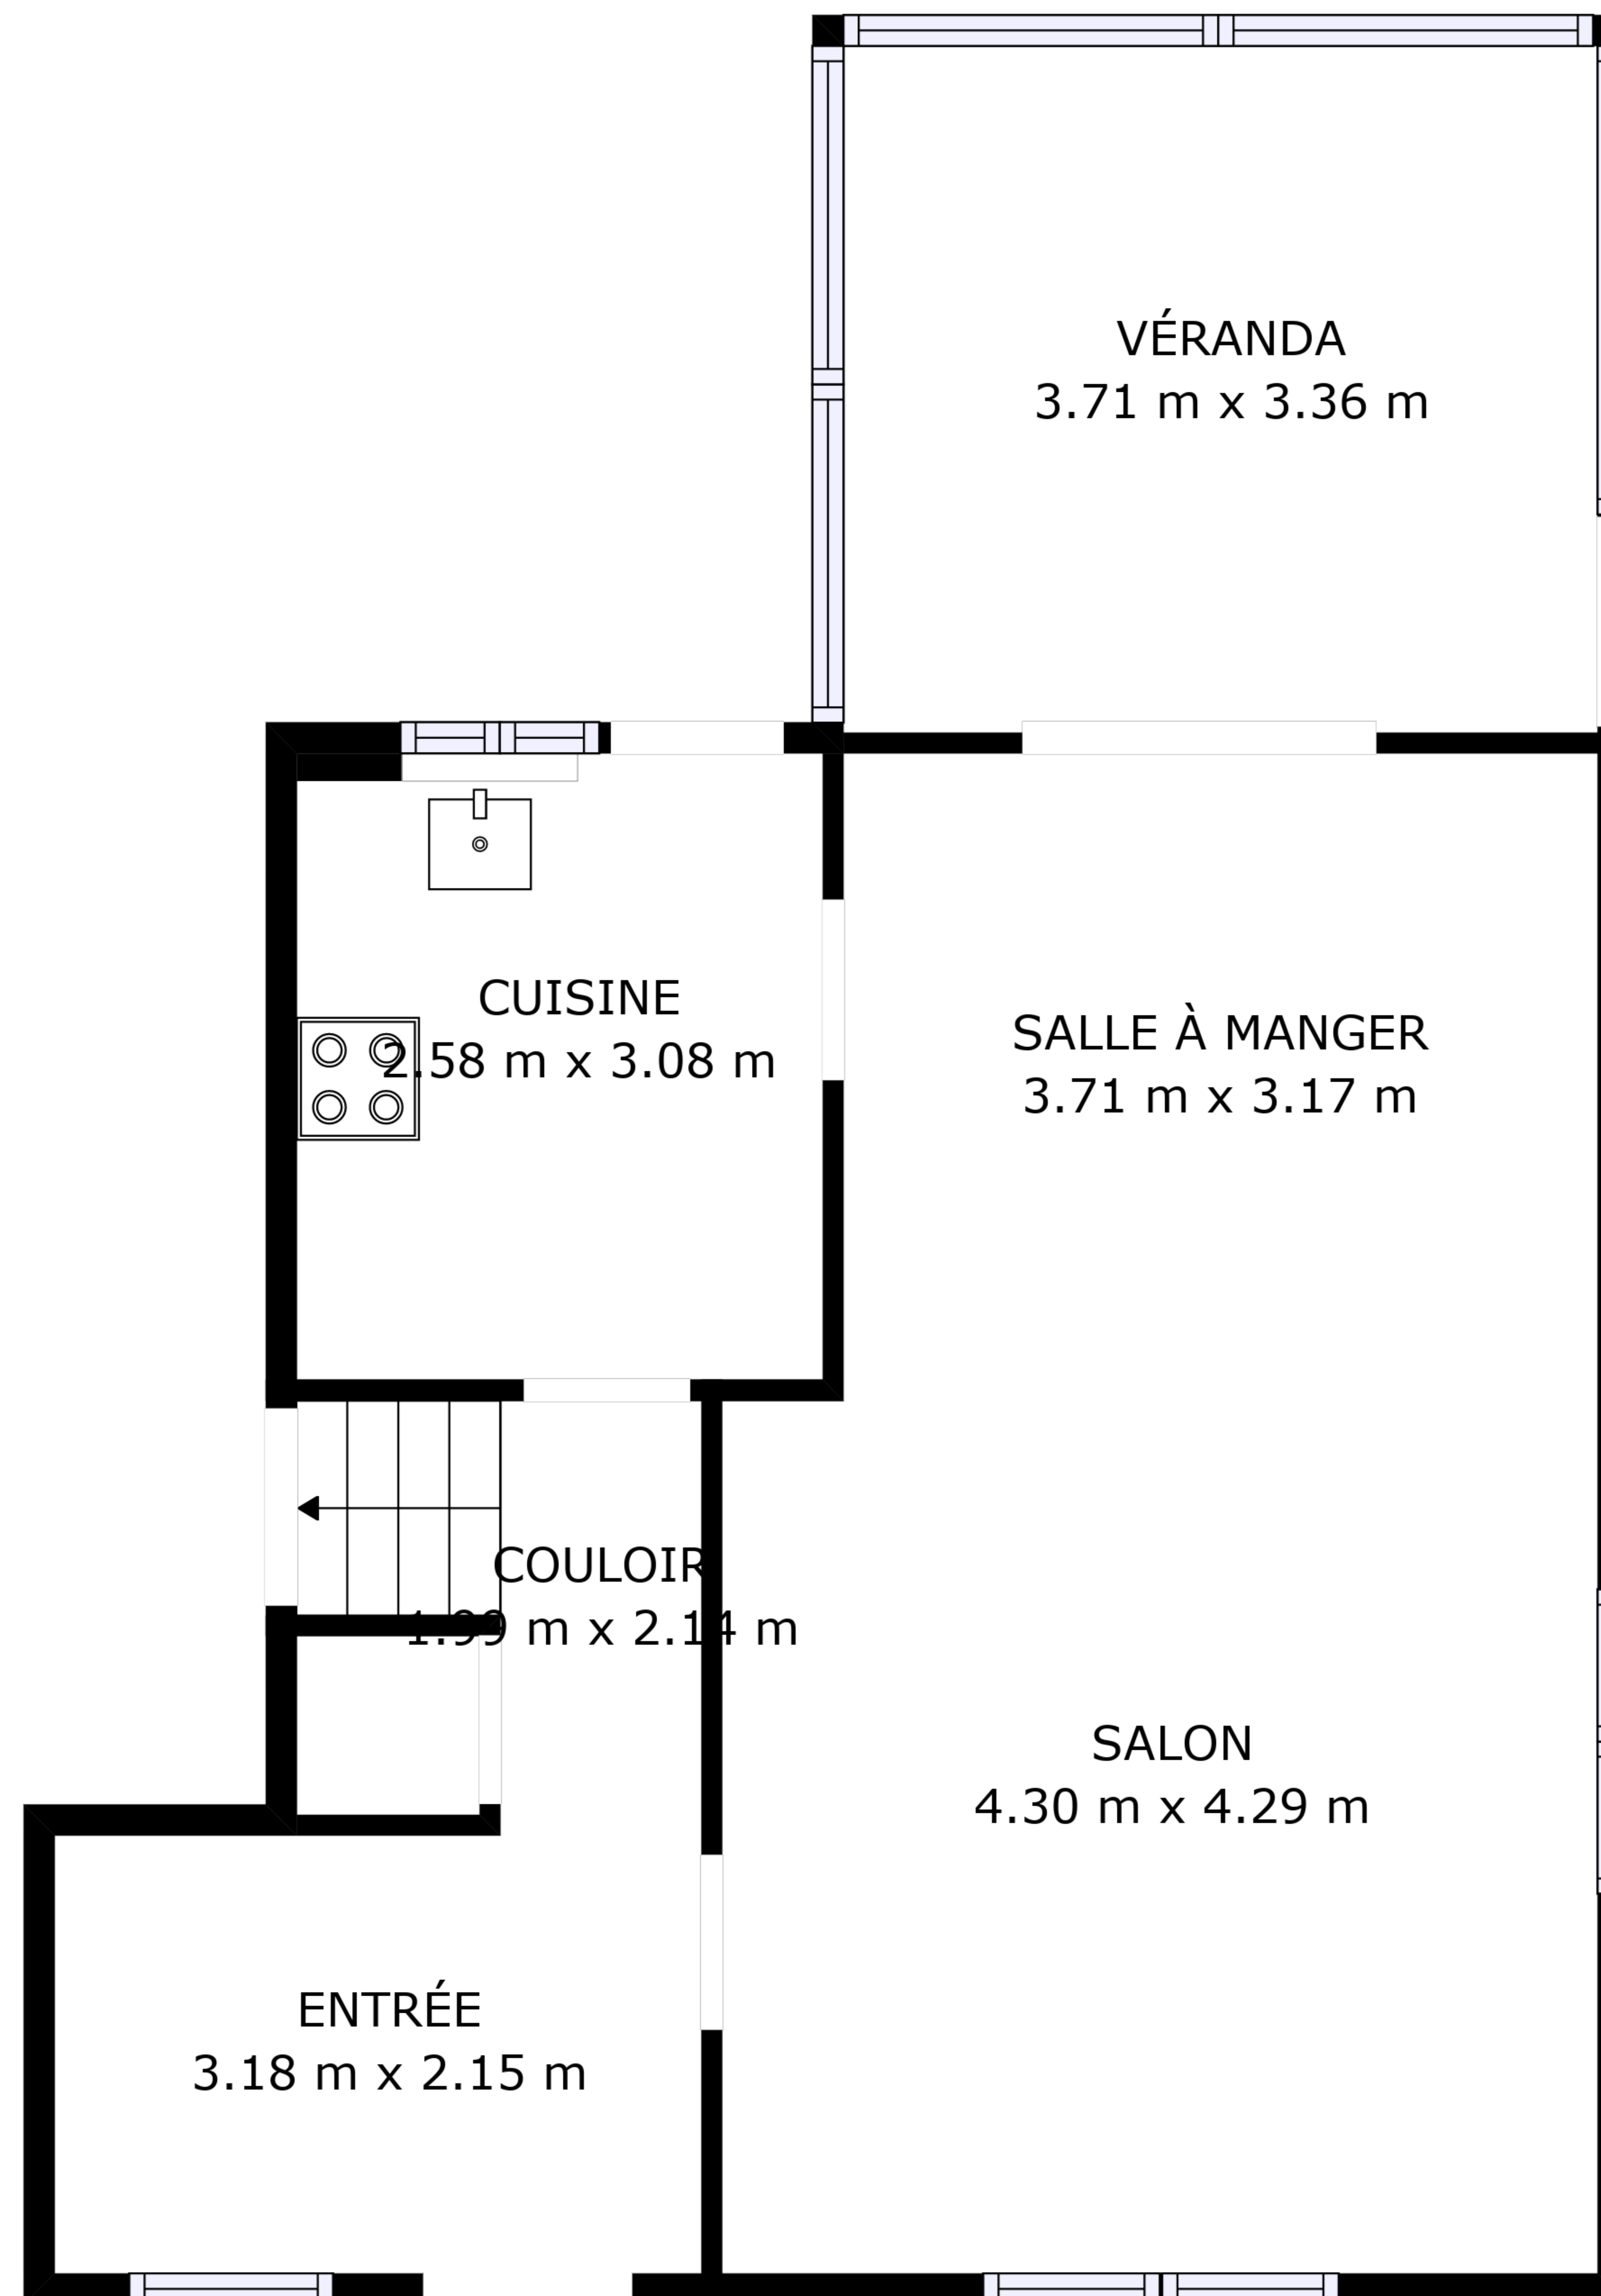 VÉRANDA
3.71 m x 3.36 m
CUISINE
2.58 m x 3.08 m
SALLE À MANGER
3.71 m x 3.17 m
COULOIR
1.99 m x 2.14 m
SALON
4.30 m x 4.29 m
ENTRÉE
3.18 m x 2.15 m